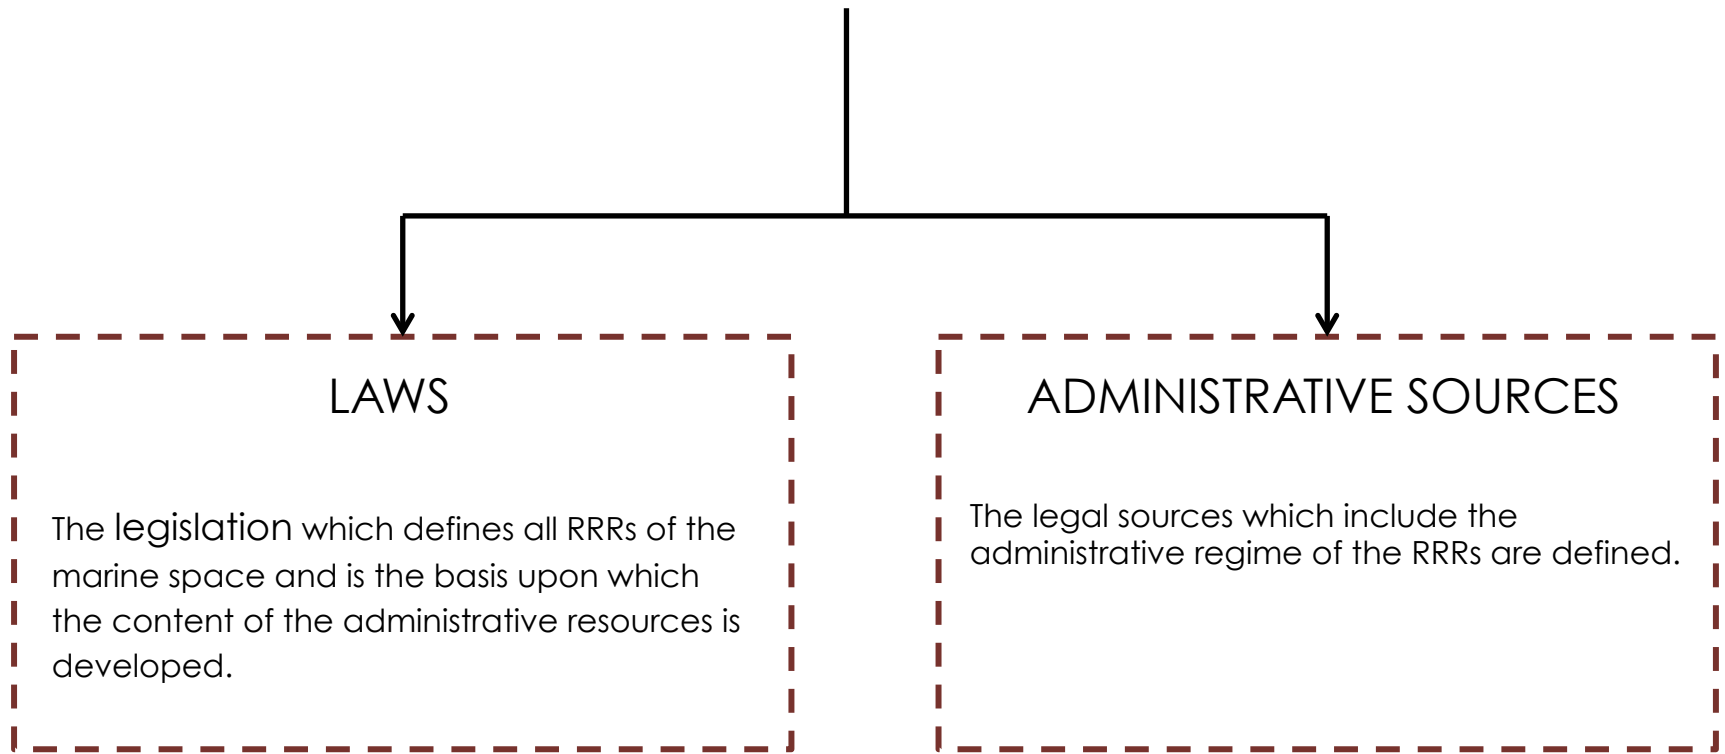 LAWS
The legislation which defines all RRRs of the
marine space and is the basis upon which
the content of the administrative resources is
developed.
ADMINISTRATIVE SOURCES
The legal sources which include the
administrative regime of the RRRs are defined.